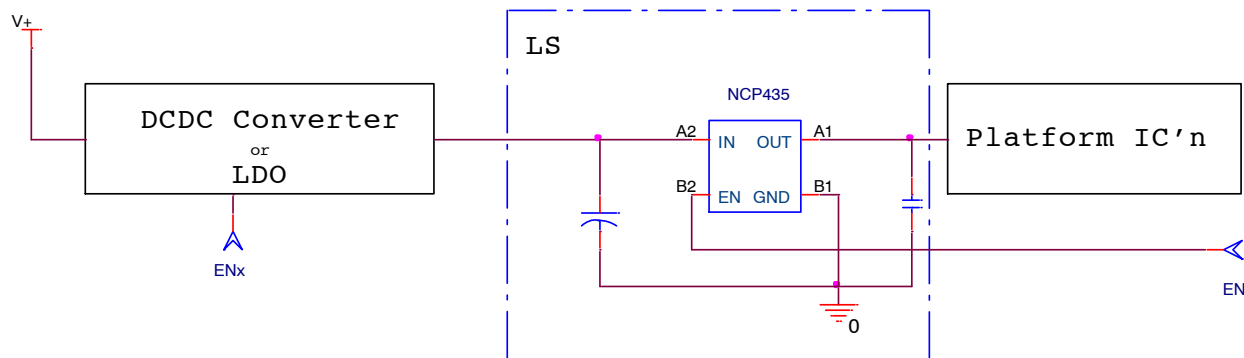 V+
LS
DCDC Converter
or
LDO
ENx
NCP435
A2
IN
OUT
A1
B2
EN
GND
B1
Platform IC'n
EN
0